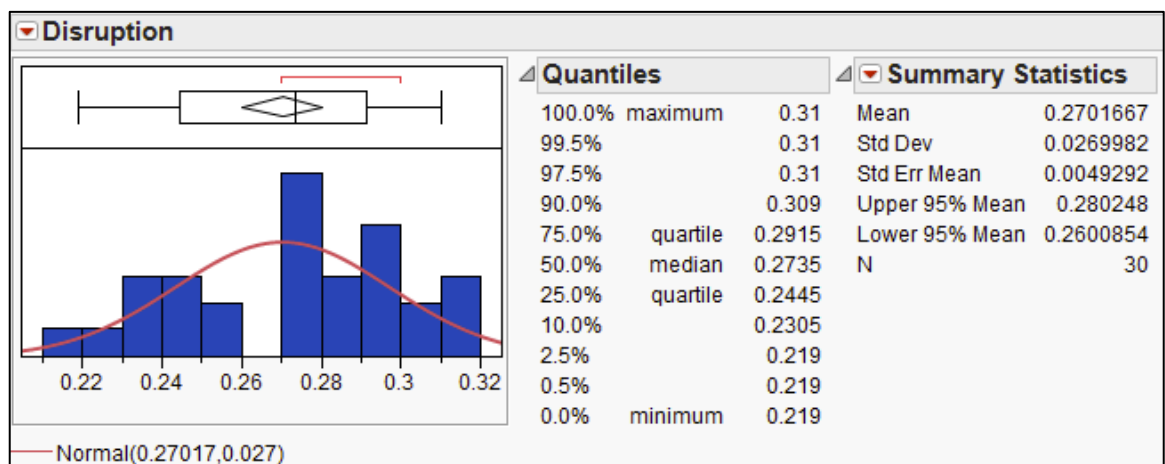 Disruption
0.22 0.24 0.26 0.28 0.3 0.32
Normal(0.27017,0.027)
Quantiles
100.0% maximum 0.31
99.5% 0.31
97.5% 0.31
90.0% 0.309
75.0% quartile 0.2915
50.0% median 0.2735
25.0% quartile 0.2445
10.0% 0.2305
2.5% 0.219
0.5% 0.219
0.0% minimum 0.219
Summary Statistics
Mean 0.2701667
Std Dev 0.0269982
Std Err Mean 0.0049292
Upper 95% Mean 0.280248
Lower 95% Mean 0.2600854
N 30